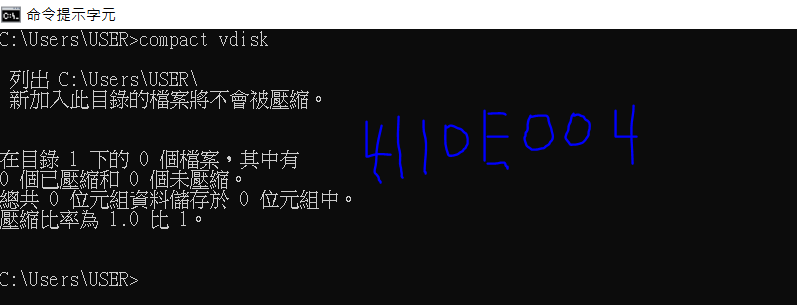 命令提示字元
C:\Users\USER>compact vdisk
列出 C:\Users\USER\
新加入此目錄的檔案將不會被壓縮。
4110E004
在目錄 1 下的 0 個檔案，其中有
0 個已壓縮和 0 個未壓縮。
總共 0 位元組資料儲存於 0 位元組中。
壓縮比率為 1.0 比 1。
C:\Users\USER>